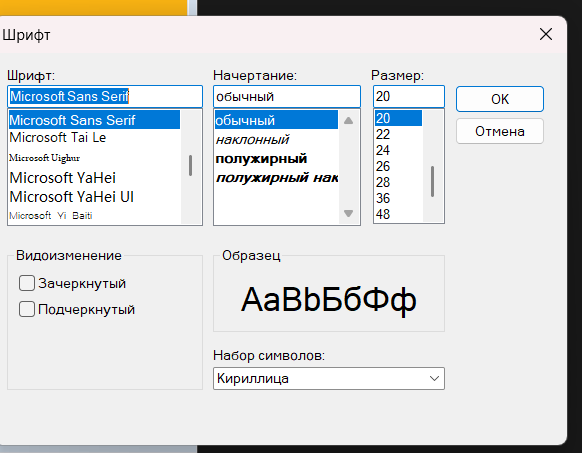 Шрифт
Шрифт:
Microsoft Sans Serif
Microsoft Sans Serif
Microsoft Tai Le
Microsoft Uighur
Microsoft YaHei
Microsoft YaHei UI
Microsoft Yi Baiti
Начертание:
обычный
обычный
наклонный
полужирный
полужирный нак
Размер:
20
20
22
24
26
28
36
48
OK
Отмена
Видоизменение
Зачеркнутый
Подчеркнутый
Образец
AaBbБбФф
Набор символов:
Кириллица